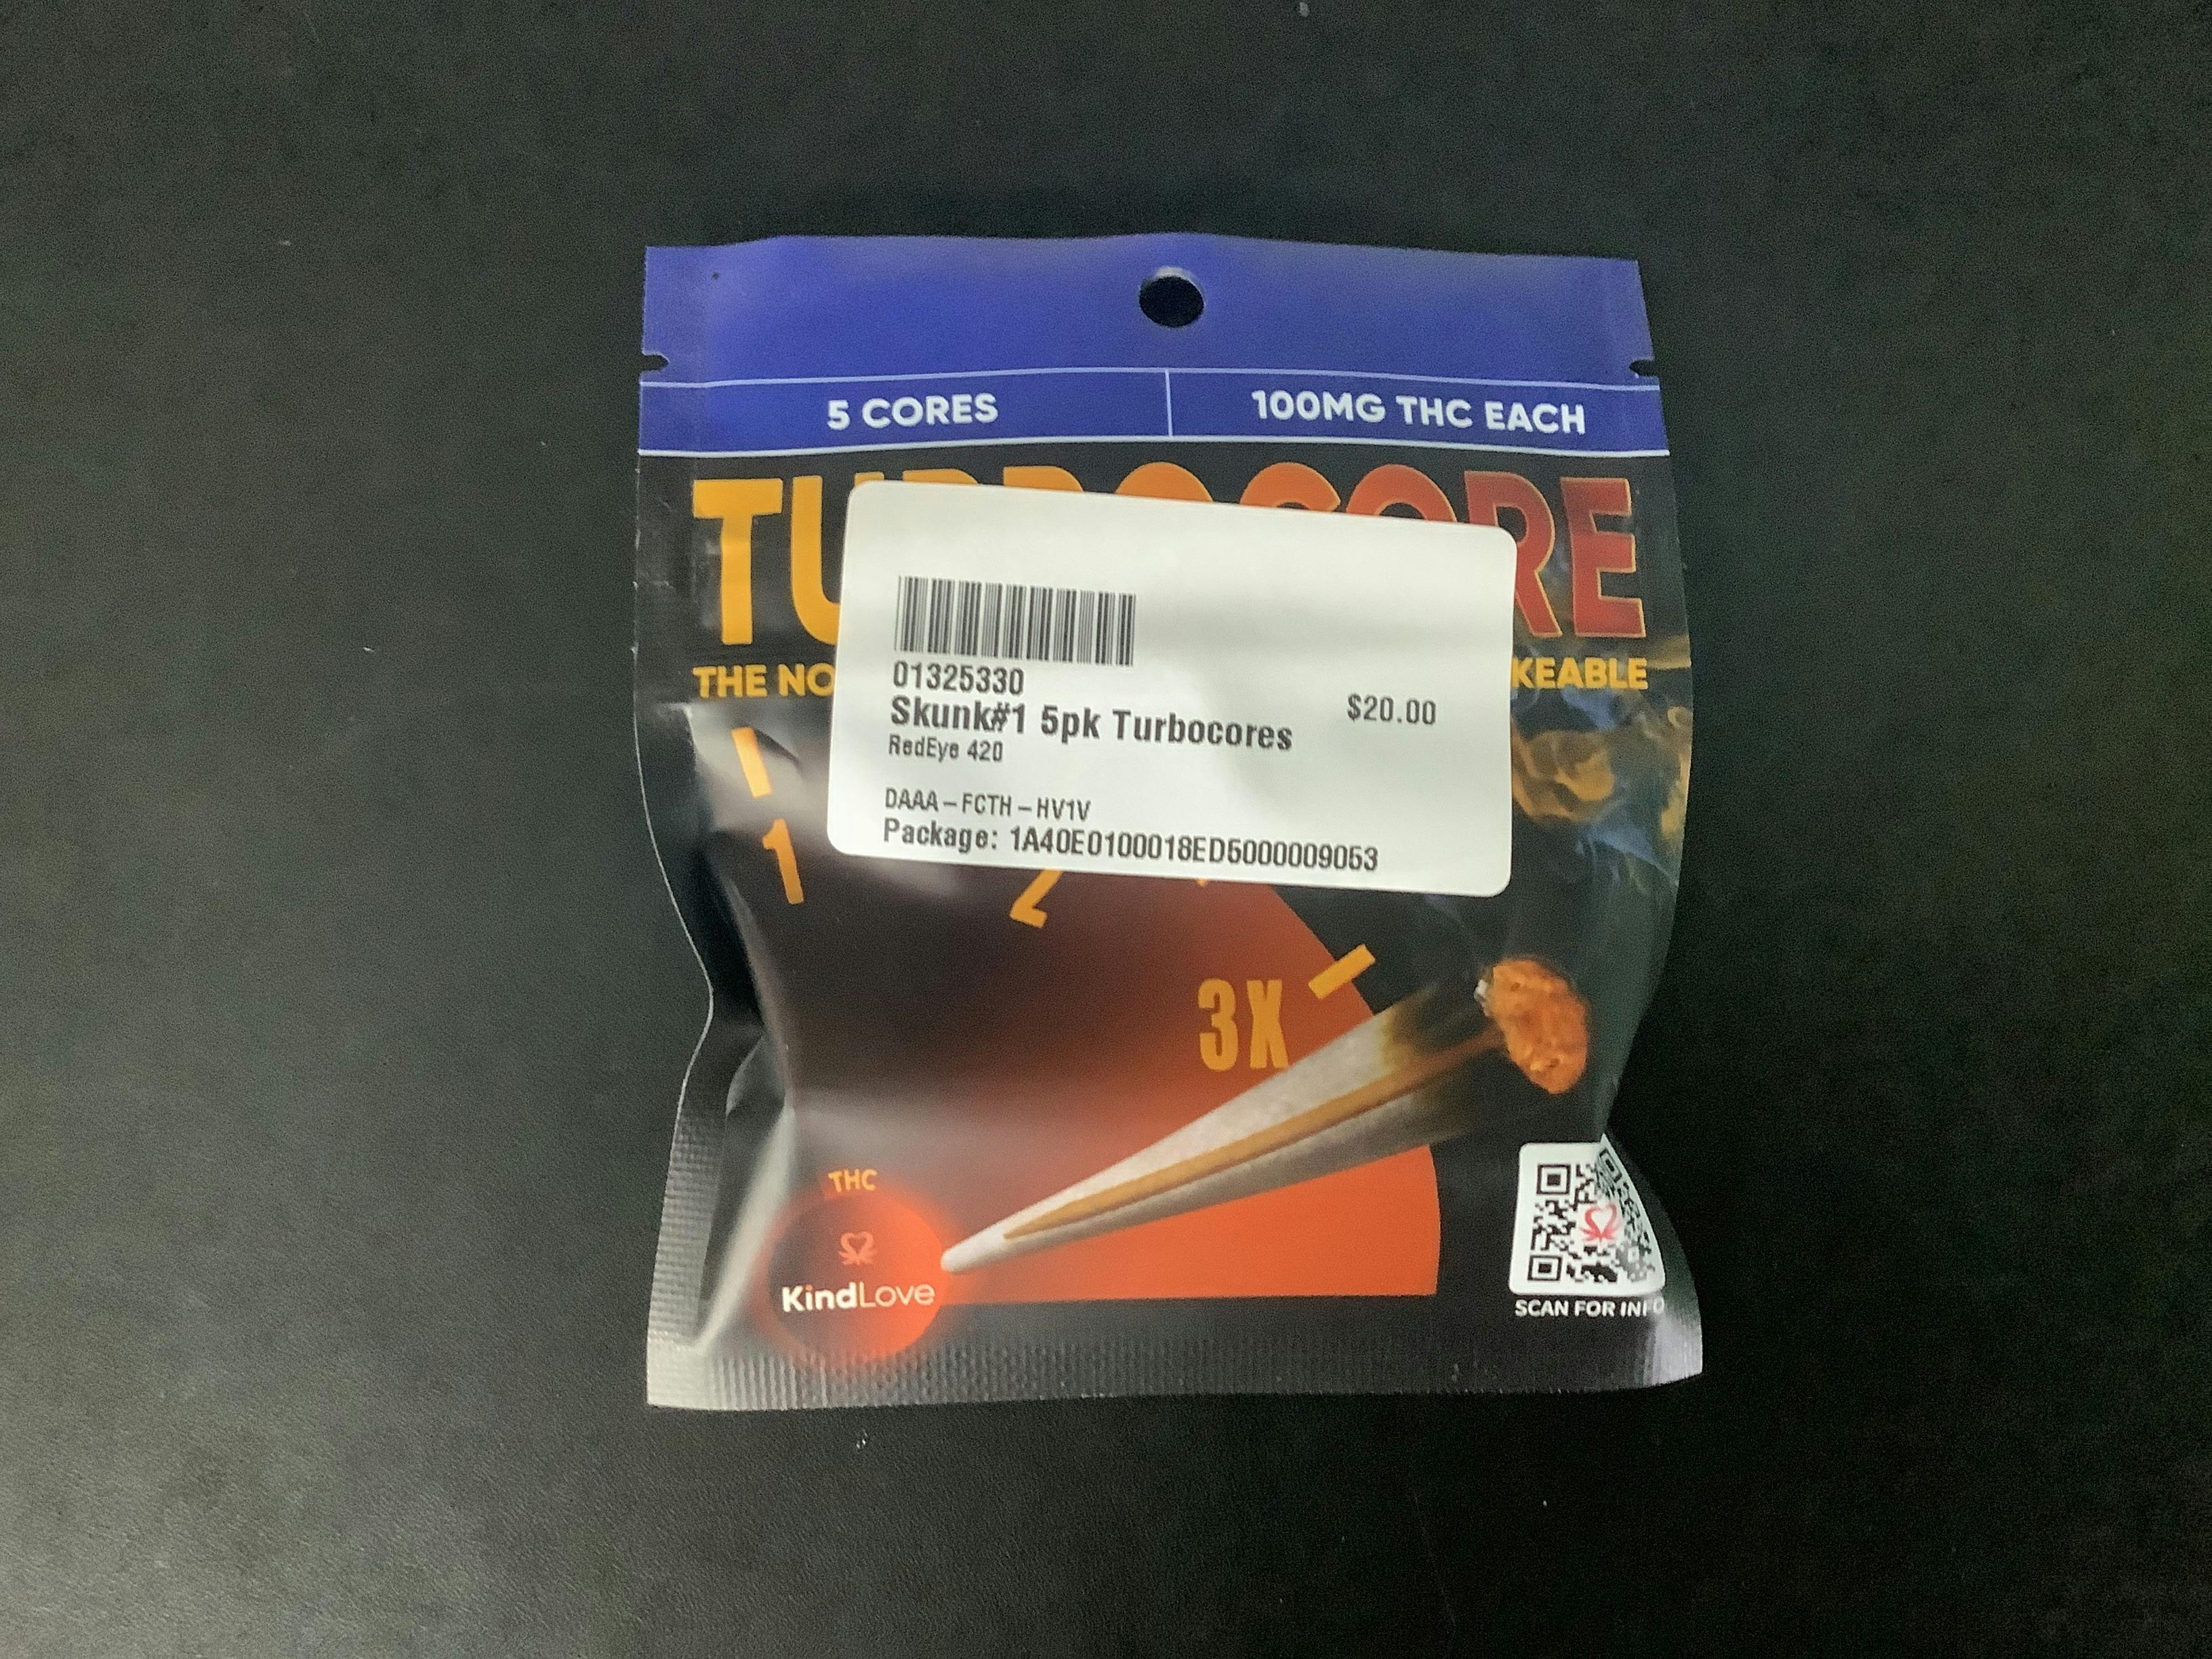 5 CORES
100MG THC EACH
THE
01325330
Skunk#1 5pk Turbocores
$20.00
RedEye 420
DAAA-FCTH-HV1V
Package: 1A40E0100018ED5000009053
1
2
3X
THC
KindLove
SCAN FOR INFO